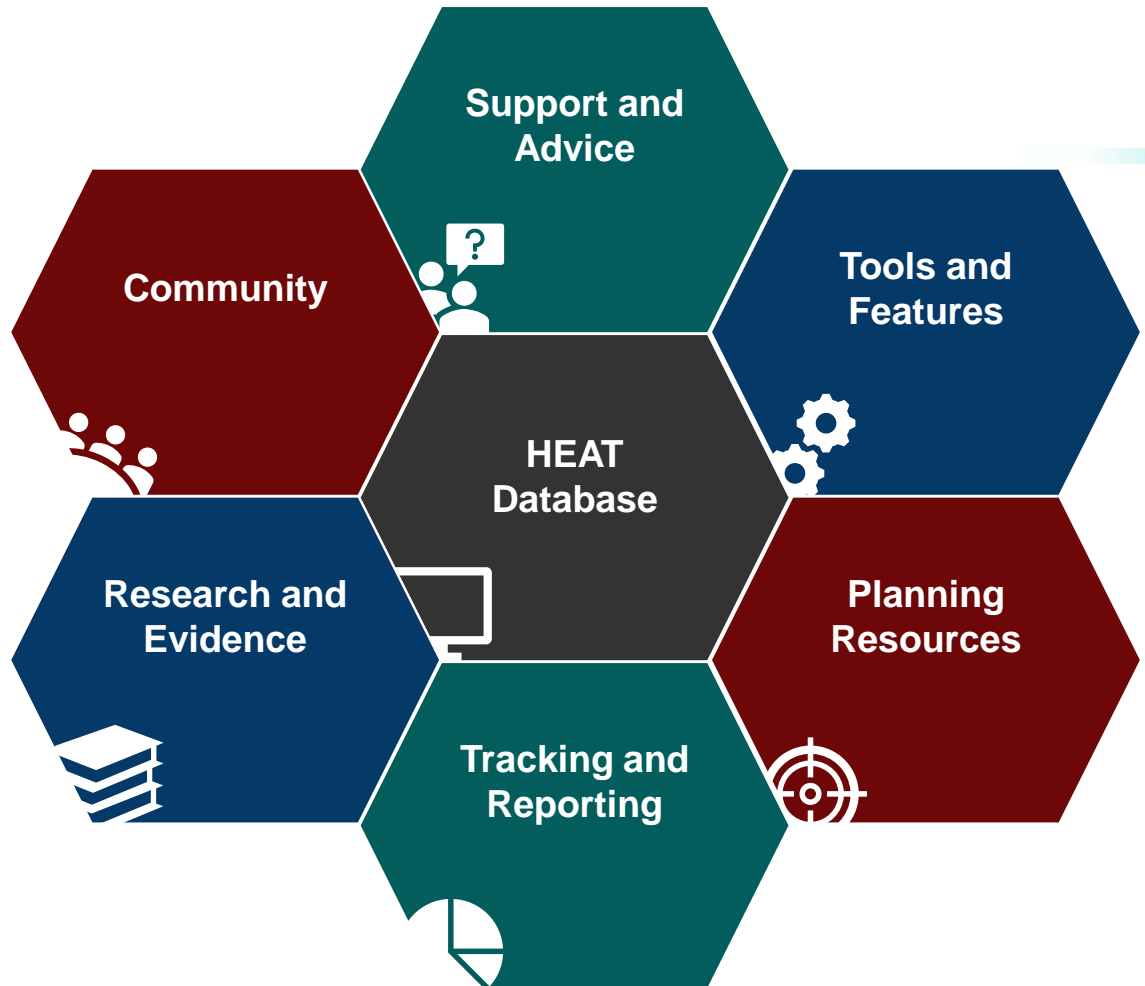 Support and
Advice
Community
Tools and
Features
?
HEAT
Database
Research and
Evidence
Planning
Resources
Tracking and
Reporting